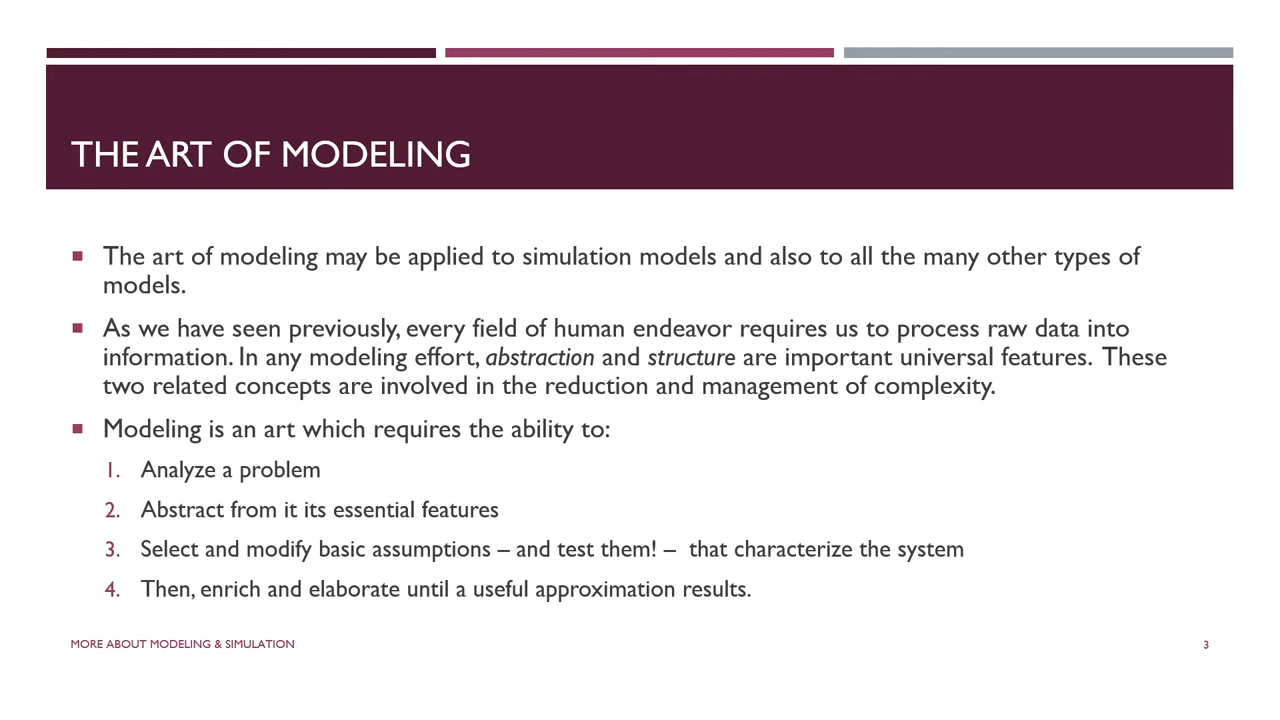 THE ART OF MODELING
■ The art of modeling may be applied to simulation models and also to all the many other types of
models.
■ As we have seen previously, every field of human endeavor requires us to process raw data into
information. In any modeling effort, abstraction and structure are important universal features.  These
two related concepts are involved in the reduction and management of complexity.
■ Modeling is an art which requires the ability to:
1. Analyze a problem
2. Abstract from it its essential features
3. Select and modify basic assumptions – and test them! –  that characterize the system
4. Then, enrich and elaborate until a useful approximation results.
MORE ABOUT MODELING & SIMULATION
3